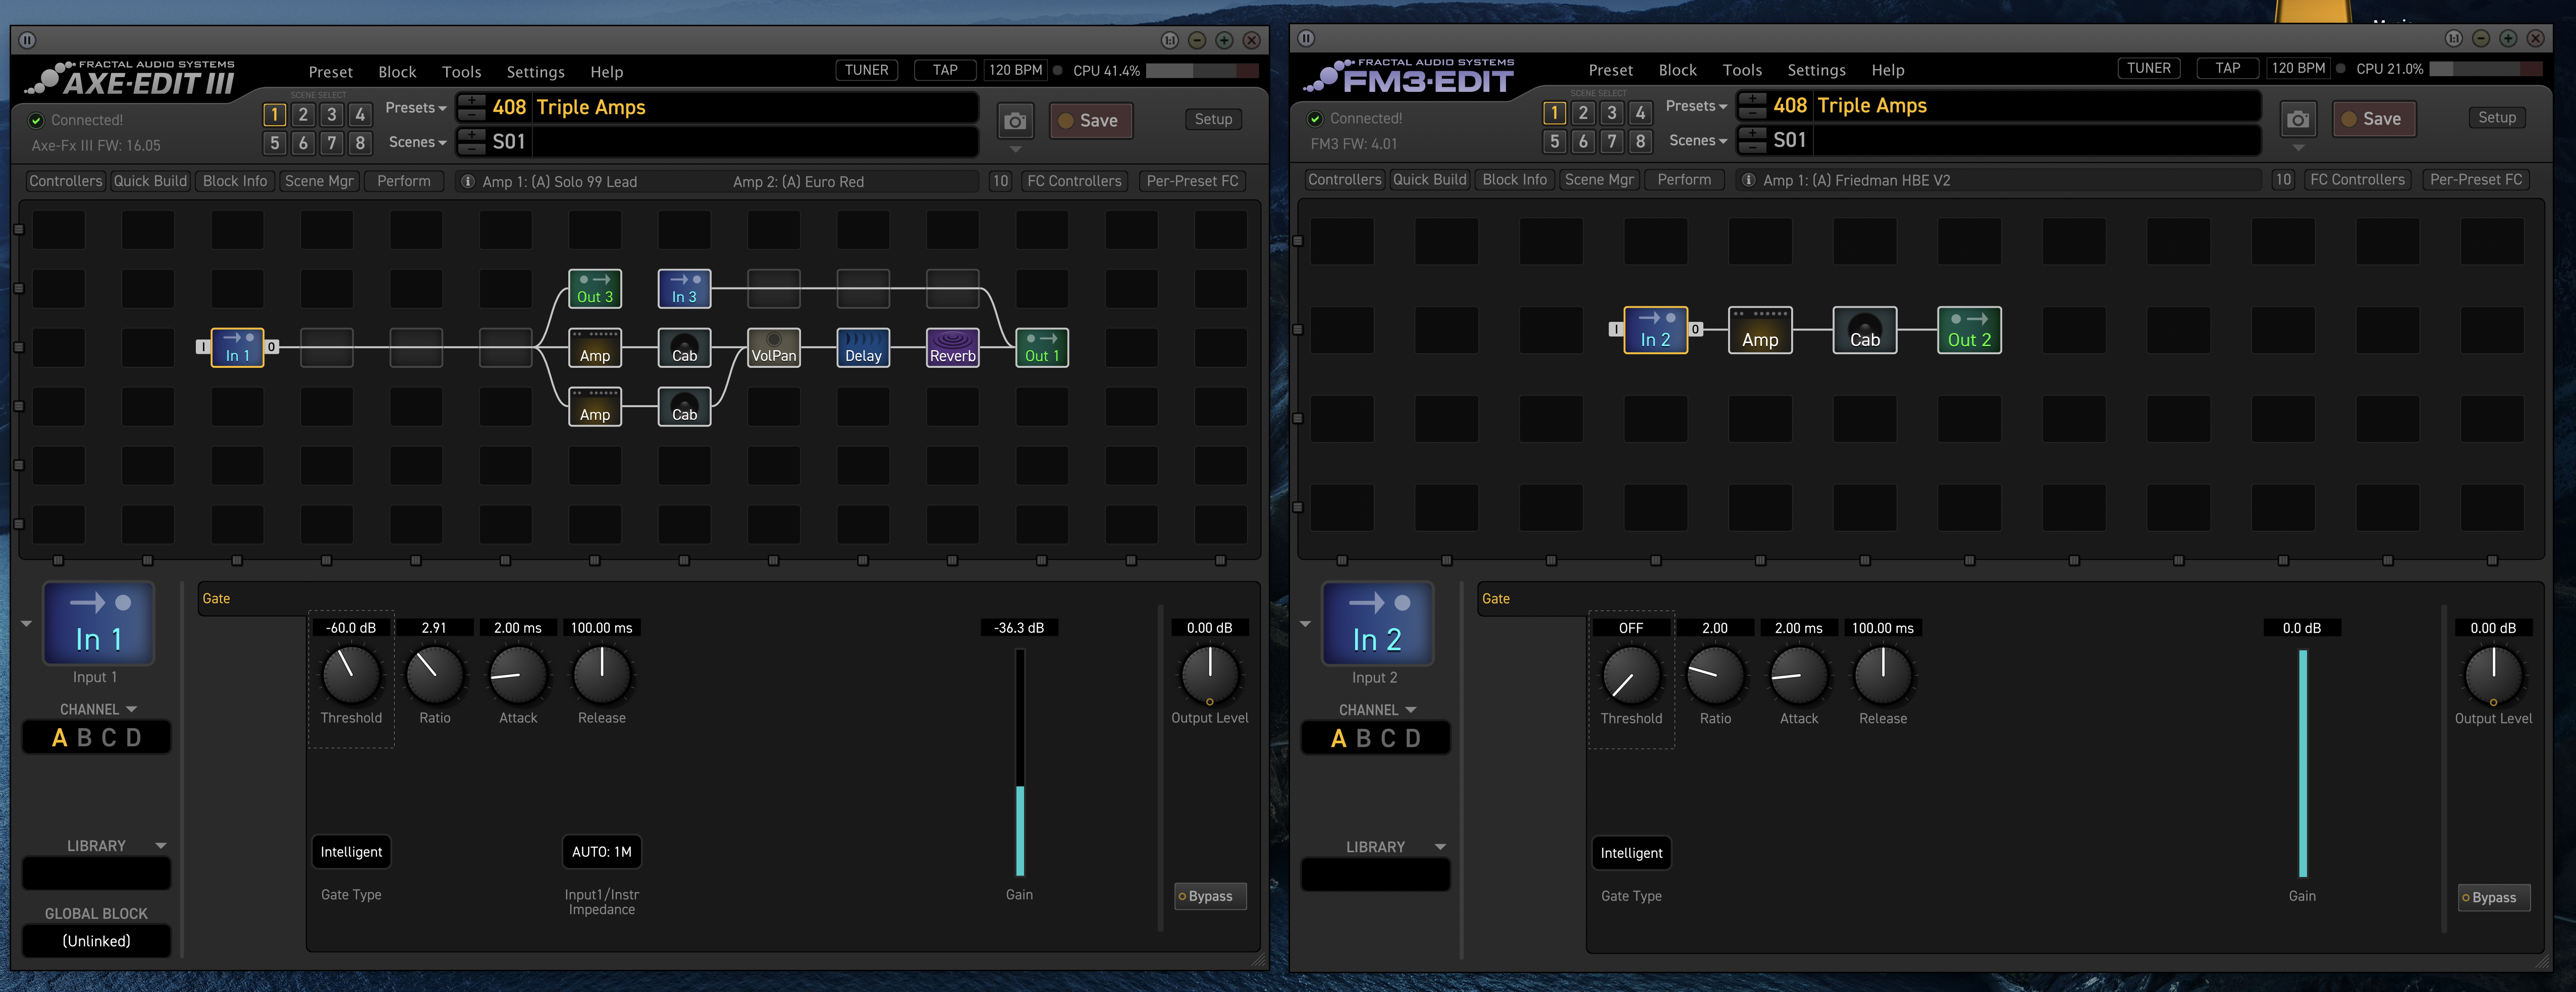 FRACTAL AUDIO SYSTEMS
AXE-EDIT III
Preset Block Tools Settings Help
TUNER TAP 120 BPM CPU 41.4%
1:1
Connected!
Axe-Fx III FW: 16.05
SCENE SELECT
1 2 3 4
5 6 7 8
Presets
408 Triple Amps
Scenes
S01
Save
Setup
Controllers Quick Build Block Info Scene Mgr Perform
Amp 1: (A) Solo 99 Lead Amp 2: (A) Euro Red
10 FC Controllers Per-Preset FC
Out 3 In 3
I In 1 O Amp Cab VolPan Delay Reverb Out 1
Amp Cab
In 1
Input 1
CHANNEL
A B C D
LIBRARY
GLOBAL BLOCK
(Unlinked)
Gate
-60.0 dB 2.91 2.00 ms 100.00 ms -36.3 dB 0.00 dB
Threshold Ratio Attack Release Output Level
Intelligent AUTO: 1M
Gate Type Input1/Instr
Impedance
Gain
Bypass
FRACTAL AUDIO SYSTEMS
FM3-EDIT
Preset Block Tools Settings Help
TUNER TAP 120 BPM CPU 21.0%
1:1
Connected!
FM3 FW: 4.01
SCENE SELECT
1 2 3 4
5 6 7 8
Presets
408 Triple Amps
Scenes
S01
Save
Setup
Controllers Quick Build Block Info Scene Mgr Perform
Amp 1: (A) Friedman HBE V2
10 FC Controllers Per-Preset FC
I In 2 O Amp Cab Out 2
In 2
Input 2
CHANNEL
A B C D
LIBRARY
Gate
OFF 2.00 2.00 ms 100.00 ms 0.0 dB 0.00 dB
Threshold Ratio Attack Release Output Level
Intelligent
Gate Type
Gain
Bypass